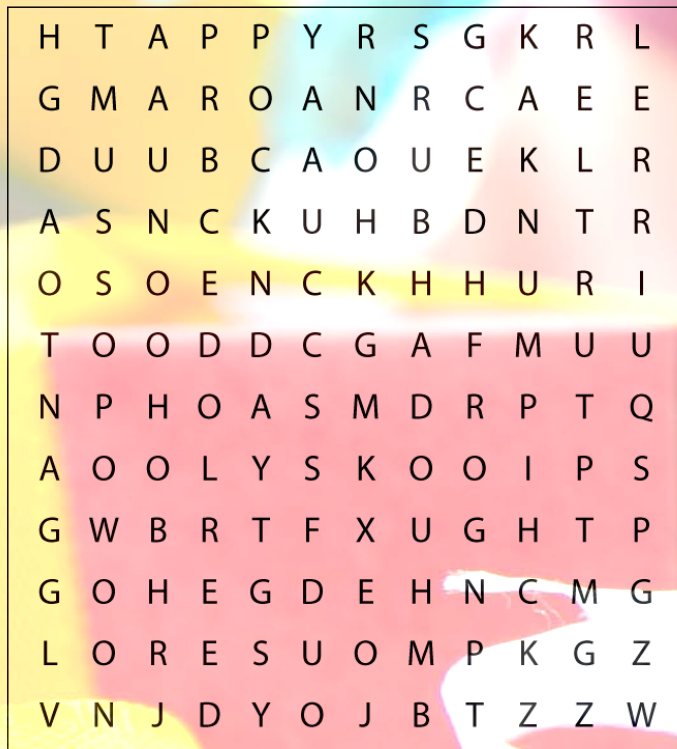 H T A P P Y R S G K R L
G M A R O A N R C A E E
D U U B C A O U E K L R
A S N C K U H B D N T R
O S O E N C K H H U R I
T O O D D C G A F M U U
N P H O A S M D R P T Q
A O O L Y S K O O I P S
G W B R T F X U G H T P
G O H E G D E H N C M G
L O R E S U O M P K G Z
V N J D Y O J B T Z Z W